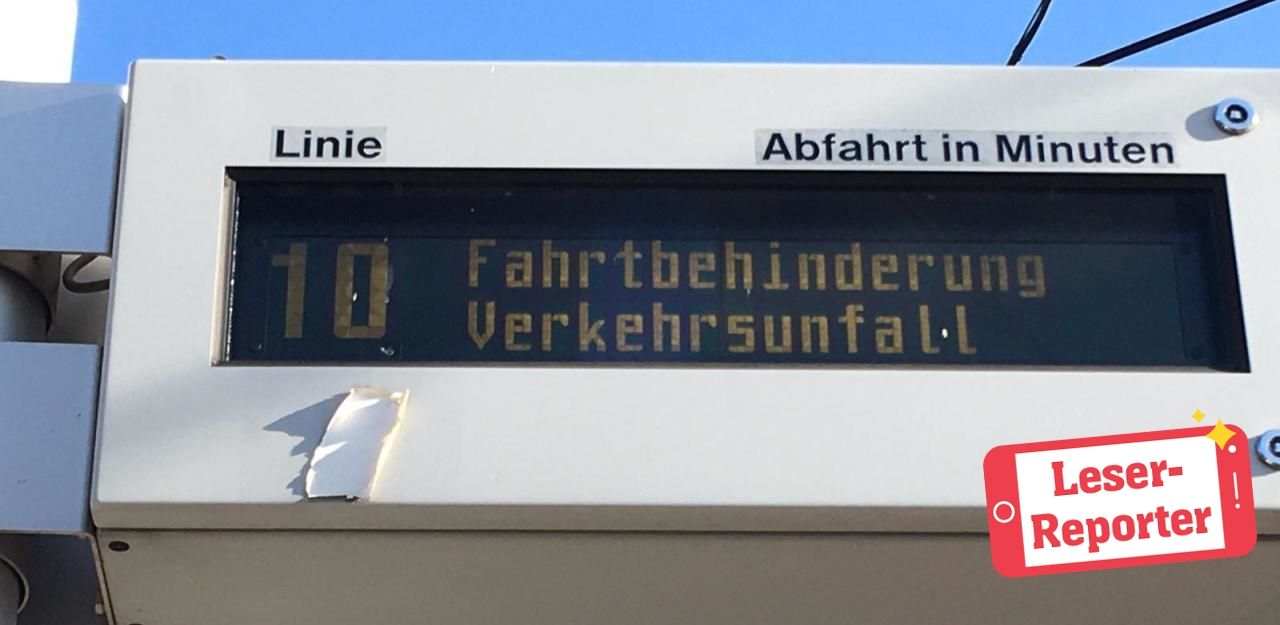 Linie
Abfahrt in Minuten
10 Fahrtbehinderung
Verkehrsunfall
Leser-
Reporter